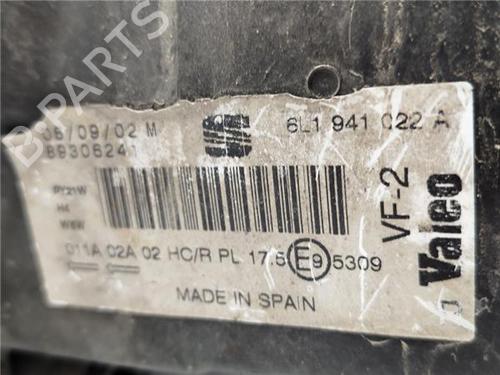 06/09/02 M
6L1 941 022 A
89306241
PY21W
H4
W5W
011A 02A 02 HC/R PL 17.5 E9 5309
MADE IN SPAIN
VF-2
Valeo
B-PARTS
B-PARTS